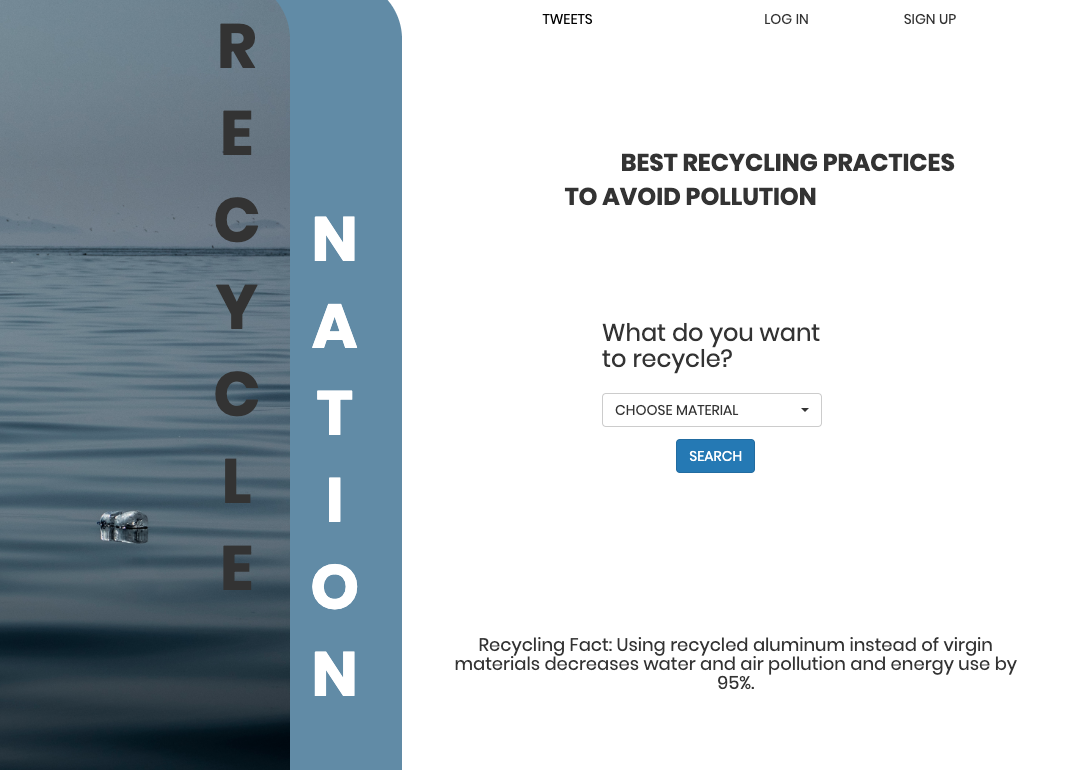 RECYCLE
NATION
TWEETS
LOG IN
SIGN UP
BEST RECYCLING PRACTICES
TO AVOID POLLUTION
What do you want
to recycle?
CHOOSE MATERIAL
SEARCH
Recycling Fact: Using recycled aluminum instead of virgin
materials decreases water and air pollution and energy use by
95%.